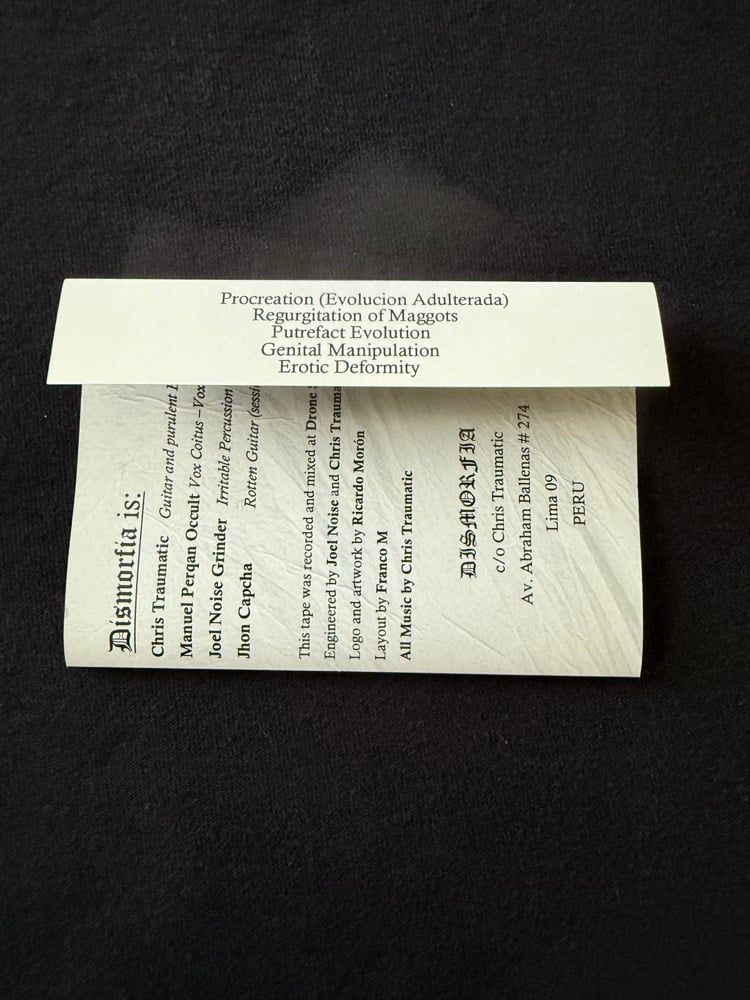 Procreation (Evolucion Adulterada)
Regurgitation of Maggots
Putrefact Evolution
Genital Manipulation
Erotic Deformity
Dismorfia is:
Chris Traumatic Guitar and purulent
Manuel Perqan Occult Vox Coitus –Vox
Joel Noise Grinder Irritable Percussion
Jhon Capcha Rotten Guitar
This tape was recorded and mixed at Drone
Engineered by Joel Noise and Chris
Logo and artwork by Ricardo Morón
Layout by Franco M
All Music by Chris Traumatic
DISMORFIA
c/o Chris Traumatic
Av. Abraham Ballenas # 274
Lima 09
PERU